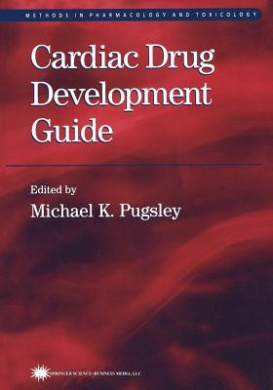 METHODS IN PHARMACOLOGY AND TOXICOLOGY
Cardiac Drug
Development
Guide
Edited by
Michael K. Pugsley
SPRINGER SCIENCE+BUSINESS MEDIA, LLC